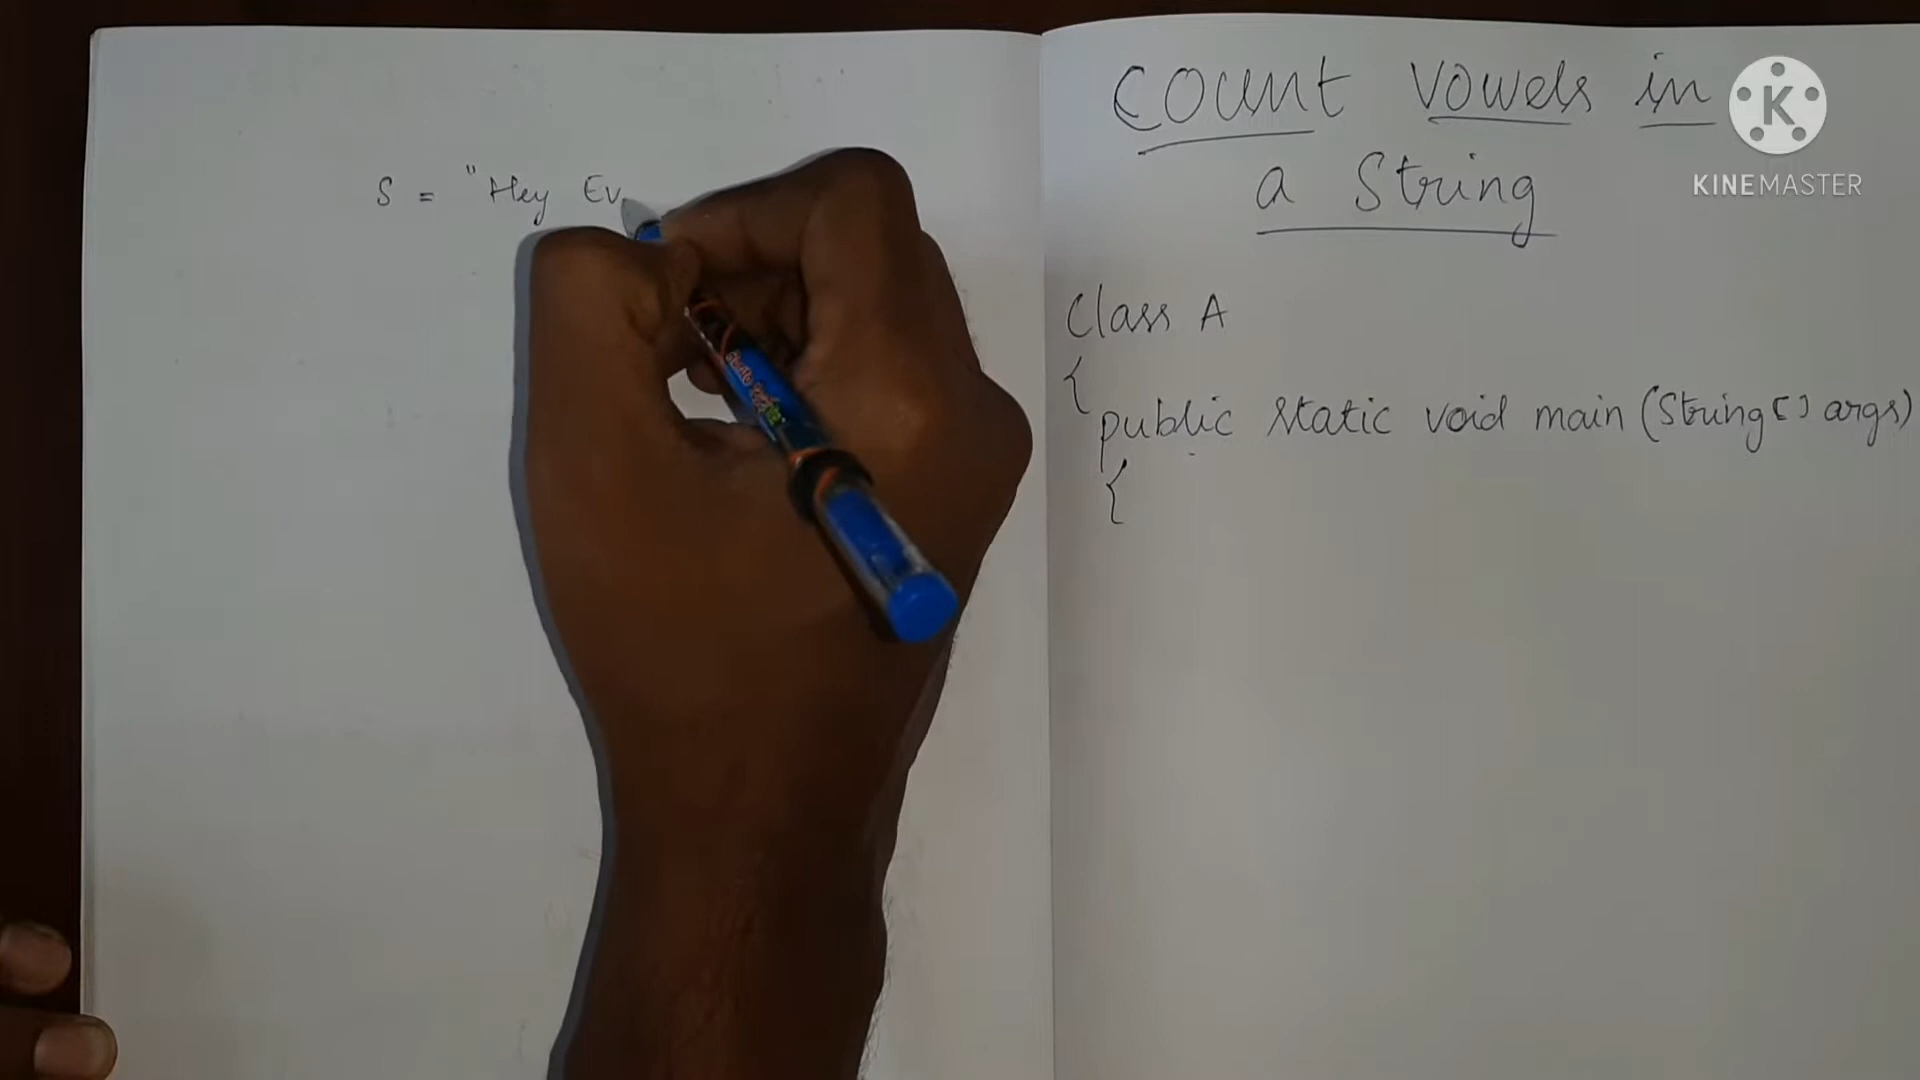 S = "Hey Ev
Count Vowels in
a String
Class A
{
public static void main (String[] args)
{
K
KINEMASTER